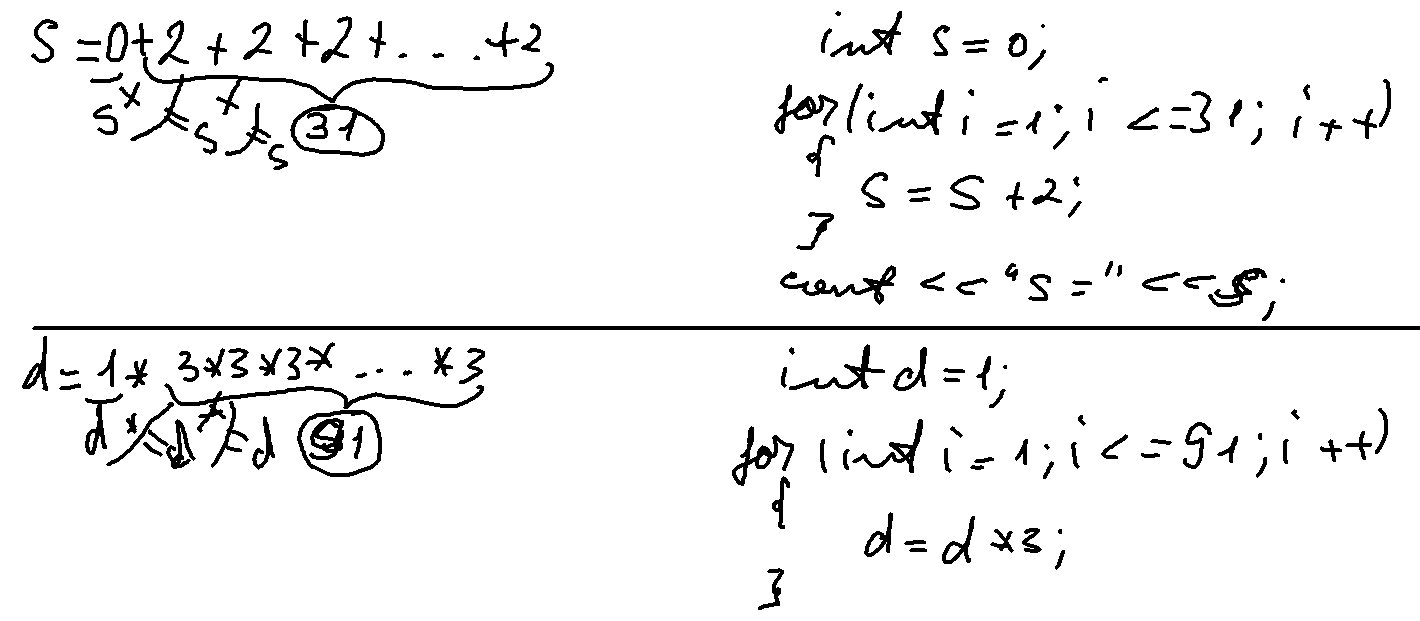 S = 0 + 2 + 2 + 2 + . . . + 2
S = S = S 31
int s = 0;
for (int i = 1; i <= 31; i++)
{
S = S + 2;
}
cout << "S =" << S;
d = 1 * 3 * 3 * 3 * . . . * 3
d = d = d 91
int d = 1;
for (int i = 1; i <= 91; i++)
{
d = d * 3;
}